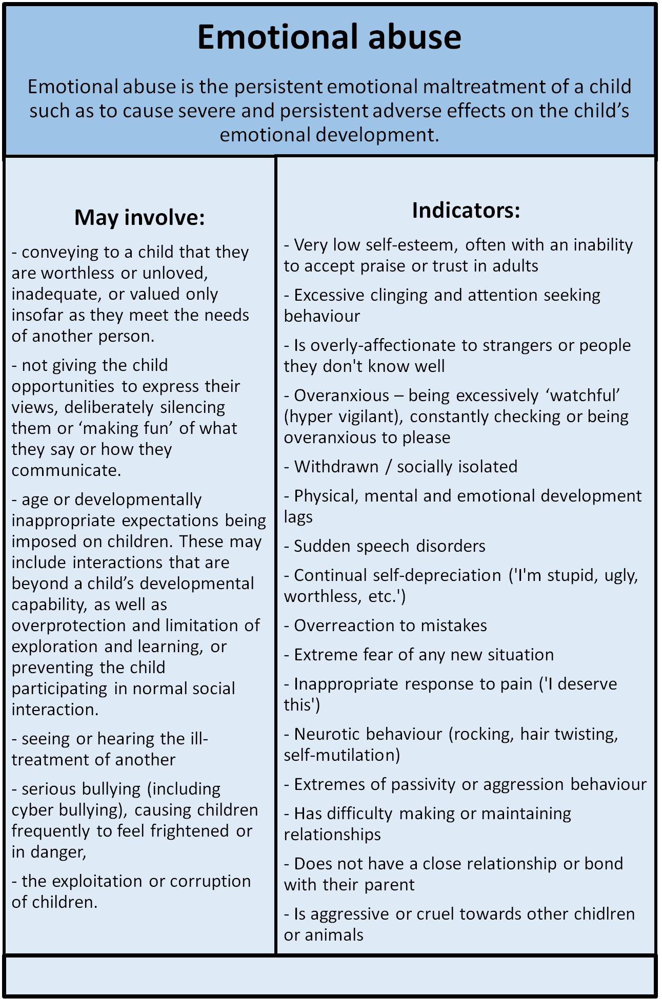 Emotional abuse
Emotional abuse is the persistent emotional maltreatment of a child
such as to cause severe and persistent adverse effects on the child’s
emotional development.
May involve:
- conveying to a child that they
are worthless or unloved,
inadequate, or valued only
insofar as they meet the needs
of another person.
- not giving the child
opportunities to express their
views, deliberately silencing
them or ‘making fun’ of what
they say or how they
communicate.
- age or developmentally
inappropriate expectations being
imposed on children. These may
include interactions that are
beyond a child’s developmental
capability, as well as
overprotection and limitation of
exploration and learning, or
preventing the child
participating in normal social
interaction.
- seeing or hearing the ill-
treatment of another
- serious bullying (including
cyber bullying), causing children
frequently to feel frightened or
in danger,
- the exploitation or corruption
of children.
Indicators:
- Very low self-esteem, often with an inability
to accept praise or trust in adults
- Excessive clinging and attention seeking
behaviour
- Is overly-affectionate to strangers or people
they don't know well
- Overanxious – being excessively ‘watchful’
(hyper vigilant), constantly checking or being
overanxious to please
- Withdrawn / socially isolated
- Physical, mental and emotional development
lags
- Sudden speech disorders
- Continual self-depreciation ('I'm stupid, ugly,
worthless, etc.')
- Overreaction to mistakes
- Extreme fear of any new situation
- Inappropriate response to pain ('I deserve
this')
- Neurotic behaviour (rocking, hair twisting,
self-mutilation)
- Extremes of passivity or aggression behaviour
- Has difficulty making or maintaining
relationships
- Does not have a close relationship or bond
with their parent
- Is aggressive or cruel towards other chidlren
or animals